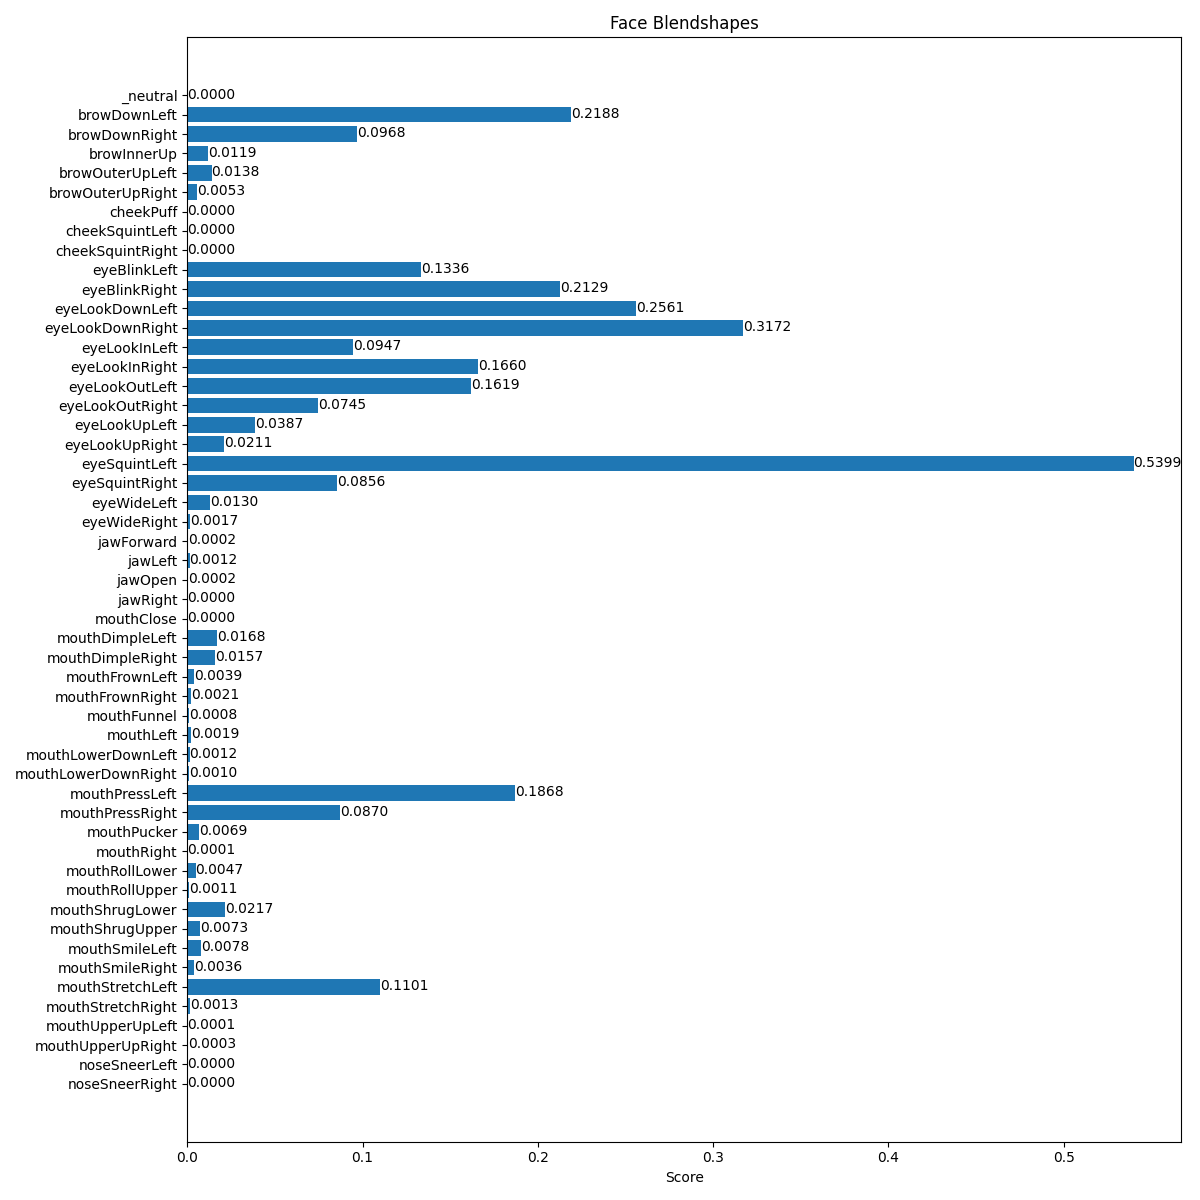 Face Blendshapes
_neutral 0.0000
browDownLeft 0.2188
browDownRight 0.0968
browInnerUp 0.0119
browOuterUpLeft 0.0138
browOuterUpRight 0.0053
cheekPuff 0.0000
cheekSquintLeft 0.0000
cheekSquintRight 0.0000
eyeBlinkLeft 0.1336
eyeBlinkRight 0.2129
eyeLookDownLeft 0.2561
eyeLookDownRight 0.3172
eyeLookInLeft 0.0947
eyeLookInRight 0.1660
eyeLookOutLeft 0.1619
eyeLookOutRight 0.0745
eyeLookUpLeft 0.0387
eyeLookUpRight 0.0211
eyeSquintLeft 0.5399
eyeSquintRight 0.0856
eyeWideLeft 0.0130
eyeWideRight 0.0017
jawForward 0.0002
jawLeft 0.0012
jawOpen 0.0002
jawRight 0.0000
mouthClose 0.0000
mouthDimpleLeft 0.0168
mouthDimpleRight 0.0157
mouthFrownLeft 0.0039
mouthFrownRight 0.0021
mouthFunnel 0.0008
mouthLeft 0.0019
mouthLowerDownLeft 0.0012
mouthLowerDownRight 0.0010
mouthPressLeft 0.1868
mouthPressRight 0.0870
mouthPucker 0.0069
mouthRight 0.0001
mouthRollLower 0.0047
mouthRollUpper 0.0011
mouthShrugLower 0.0217
mouthShrugUpper 0.0073
mouthSmileLeft 0.0078
mouthSmileRight 0.0036
mouthStretchLeft 0.1101
mouthStretchRight 0.0013
mouthUpperUpLeft 0.0001
mouthUpperUpRight 0.0003
noseSneerLeft 0.0000
noseSneerRight 0.0000
0.0 0.1 0.2 0.3 0.4 0.5
Score